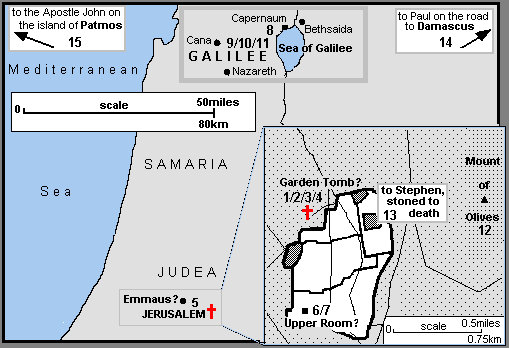 to the Apostle John on
the island of Patmos
15
Capernaum
8
Bethsaida
Cana
9/10/11
Sea of Galilee
GALILEE
Nazareth
to Paul on the road
to Damascus
14
Mediterranean
0 scale 50miles
80km
SAMARIA
Sea
JUDEA
Emmaus? 5
JERUSALEM
Garden Tomb?
1/2/3/4
to Stephen,
stoned to
13 death
Mount
of
Olives
12
6/7
Upper Room?
0 scale 0.5miles
0.75km